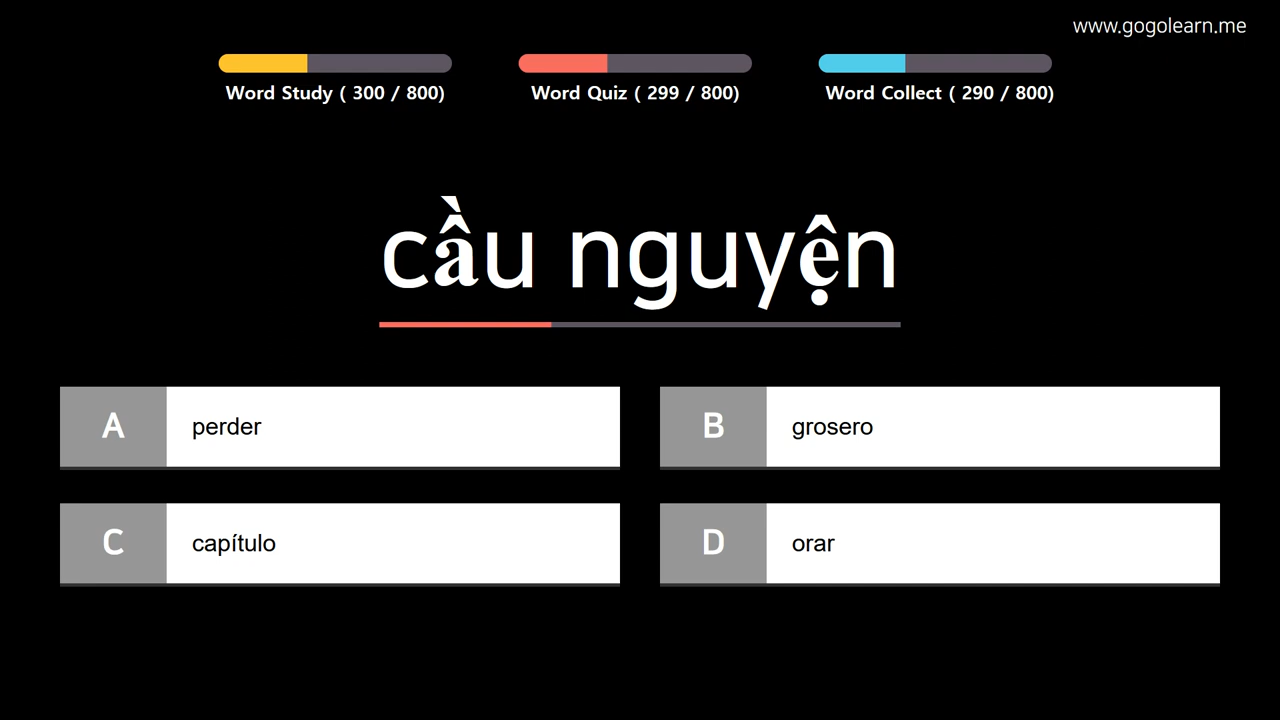 www.gogolearn.me
Word Study ( 300 / 800)
Word Quiz ( 299 / 800)
Word Collect ( 290 / 800)
cầu nguyện
A perder
B grosero
C capítulo
D orar